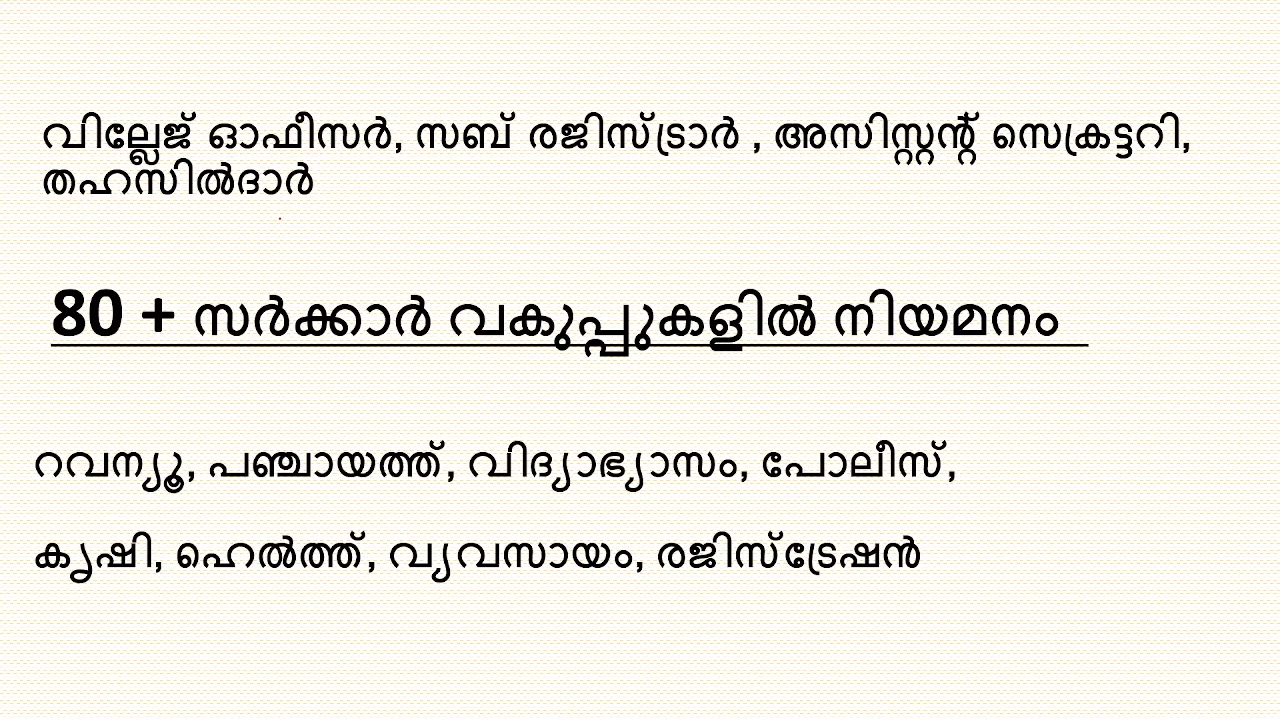 വില്ലേജ് ഓഫീസർ, സബ് രജിസ്ട്രാർ , അസിസ്റ്റന്റ് സെക്രട്ടറി,
തഹസിൽദാർ
80 + സർക്കാർ വകുപ്പുകളിൽ നിയമനം
റവന്യൂ, പഞ്ചായത്ത്, വിദ്യാഭ്യാസം, പോലീസ്,
കൃഷി, ഹെൽത്ത്, വ്യവസായം, രജിസ്ട്രേഷൻ